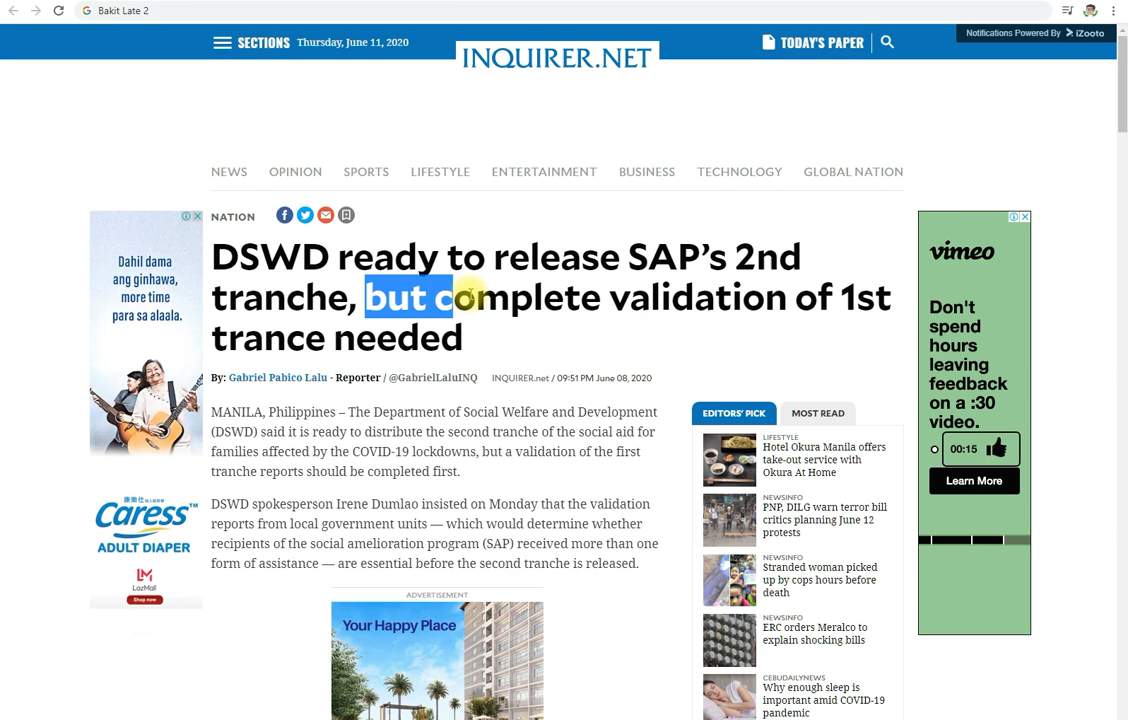 Bakit Late 2
SECTIONS
Thursday, June 11, 2020
INQUIRER.NET
TODAY'S PAPER
Notifications Powered By iZooto
NEWS
OPINION
SPORTS
LIFESTYLE
ENTERTAINMENT
BUSINESS
TECHNOLOGY
GLOBAL NATION
NATION
DSWD ready to release SAP's 2nd
tranche, but complete validation of 1st
trance needed
By: Gabriel Pabico Lalu - Reporter / @GabrielLaluINQ
INQUIRER.net / 09:51 PM June 08, 2020
MANILA, Philippines – The Department of Social Welfare and Development
(DSWD) said it is ready to distribute the second tranche of the social aid for
families affected by the COVID-19 lockdowns, but a validation of the first
tranche reports should be completed first.
DSWD spokesperson Irene Dumlao insisted on Monday that the validation
reports from local government units — which would determine whether
recipients of the social amelioration program (SAP) received more than one
form of assistance — are essential before the second tranche is released.
ADVERTISEMENT
Your Happy Place
Dahil dama
ang ginhawa,
more time
para sa alaala.
康樂仕
Caress™
ADULT DIAPER
LM
LazMall
Shop now
EDITORS' PICK
MOST READ
LIFESTYLE
Hotel Okura Manila offers
take-out service with
Okura At Home
NEWSINFO
PNP, DILG warn terror bill
critics planning June 12
protests
NEWSINFO
Stranded woman picked
up by cops hours before
death
NEWSINFO
ERC orders Meralco to
explain shocking bills
CEBUDAILYNEWS
Why enough sleep is
important amid COVID-19
pandemic
vimeo
Don't
spend
hours
leaving
feedback
on a :30
video.
00:15
Learn More